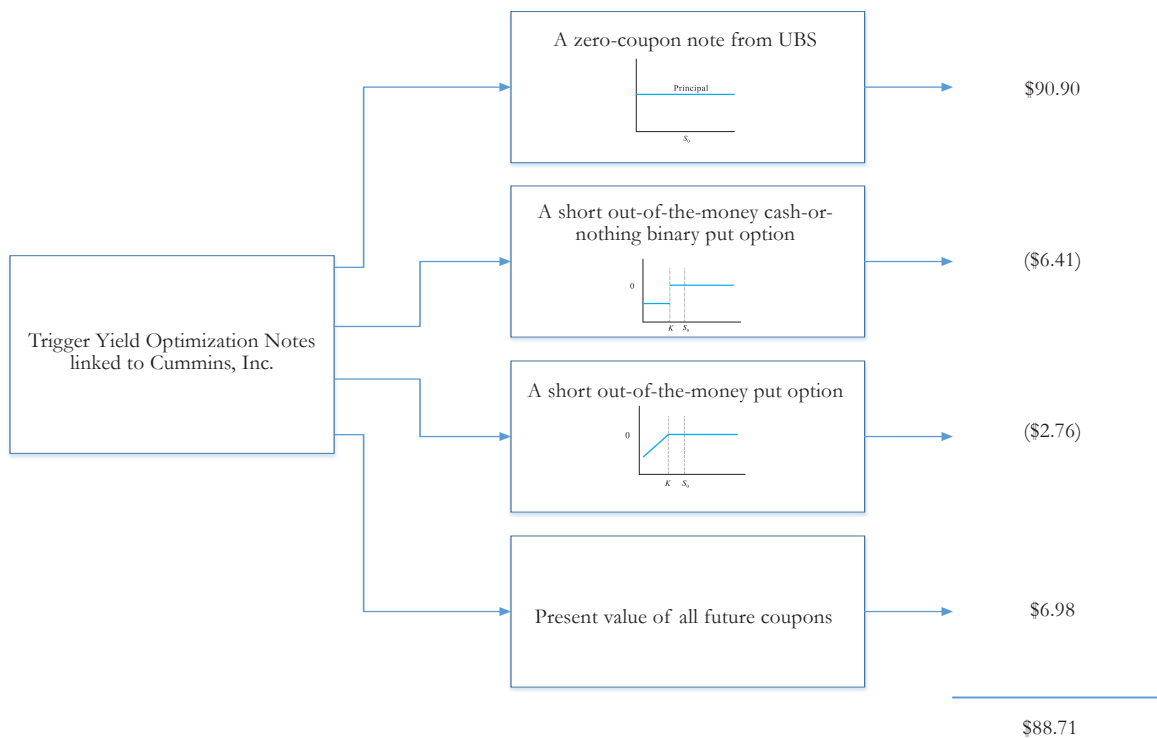 A zero-coupon note from UBS
Principal
S₀
$90.90
A short out-of-the-money cash-or-
nothing binary put option
0
K S₀
($6.41)
Trigger Yield Optimization Notes
linked to Cummins, Inc.
A short out-of-the-money put option
0
K S₀
($2.76)
Present value of all future coupons
$6.98
$88.71